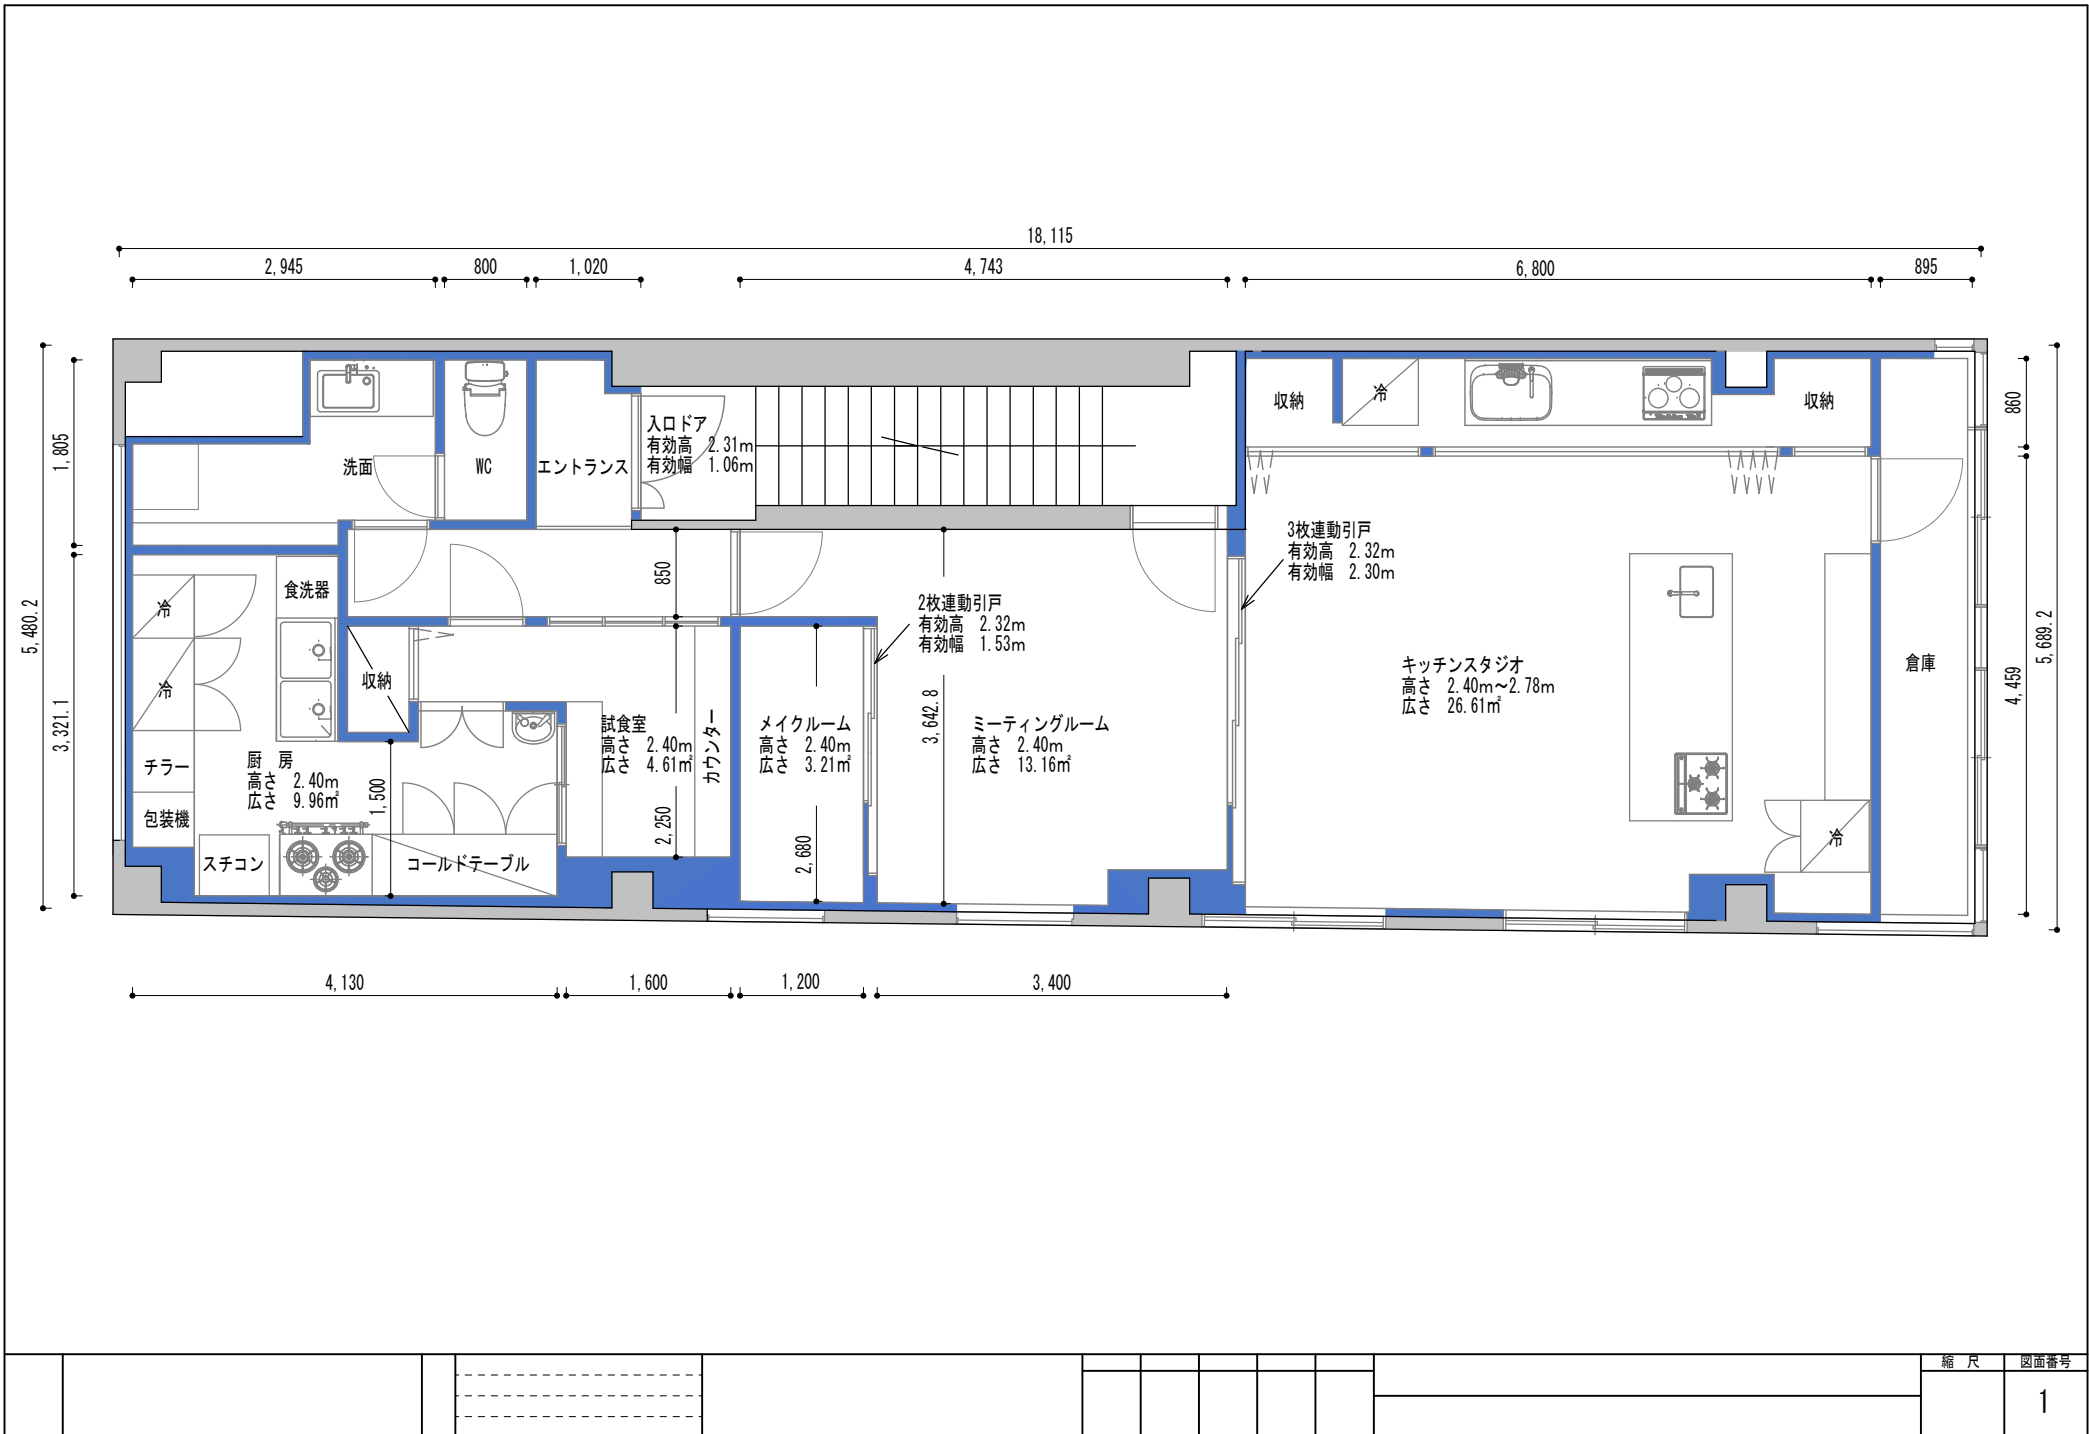 18,115
2,945
800
1,020
4,743
6,800
895
5,480.2
1,805
3,321.1
860
4,459
5,689.2
洗面
WC
エントランス
入口ドア
有効高 2.31m
有効幅 1.06m
収納
冷
収納
850
3枚連動引戸
有効高 2.32m
有効幅 2.30m
2枚連動引戸
有効高 2.32m
有効幅 1.53m
食洗器
冷
冷
収納
チラー
包装機
スチコン
厨 房
高さ 2.40m
広さ 9.96㎡
1,500
コールドテーブル
試食室
高さ 2.40m
広さ 4.61㎡
カウンター
2,250
メイクルーム
高さ 2.40m
広さ 3.21㎡
2,680
3,642.8
ミーティングルーム
高さ 2.40m
広さ 13.16㎡
キッチンスタジオ
高さ 2.40m~2.78m
広さ 26.61㎡
冷
倉庫
4,130
1,600
1,200
3,400
縮 尺
図面番号
1